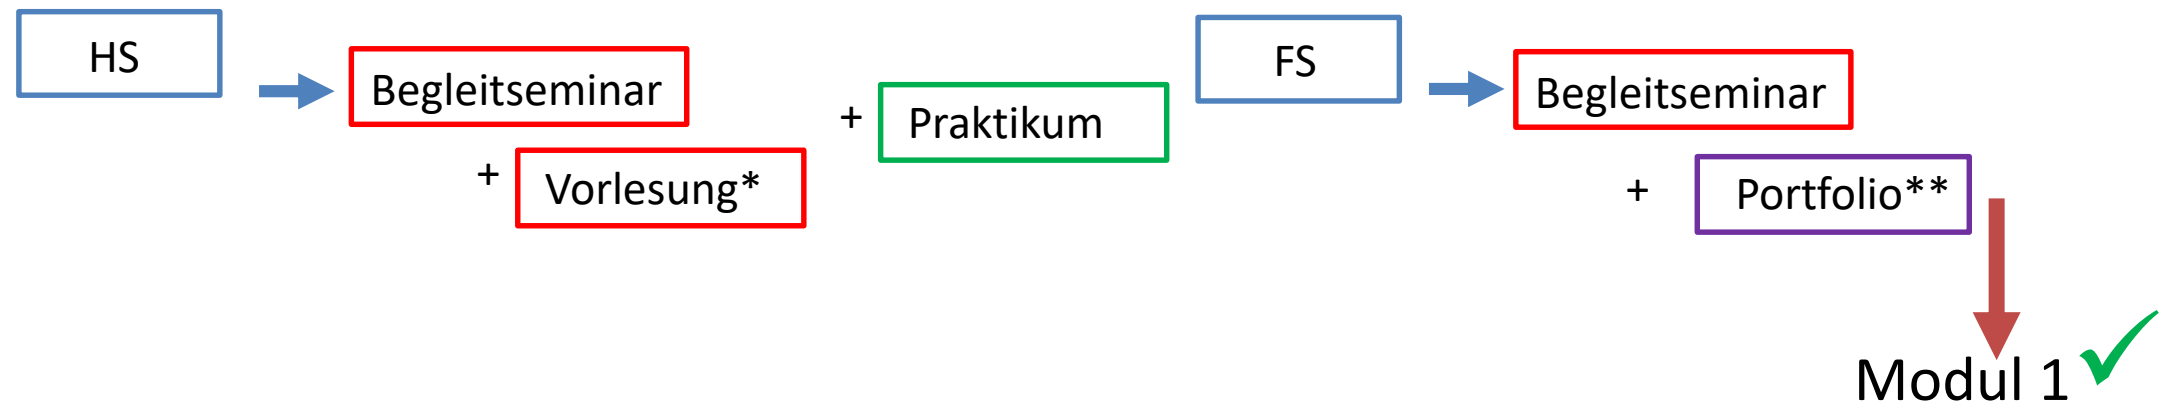 HS
Begleitseminar
+ Vorlesung*
+ Praktikum
FS
Begleitseminar
+ Portfolio**
Modul 1